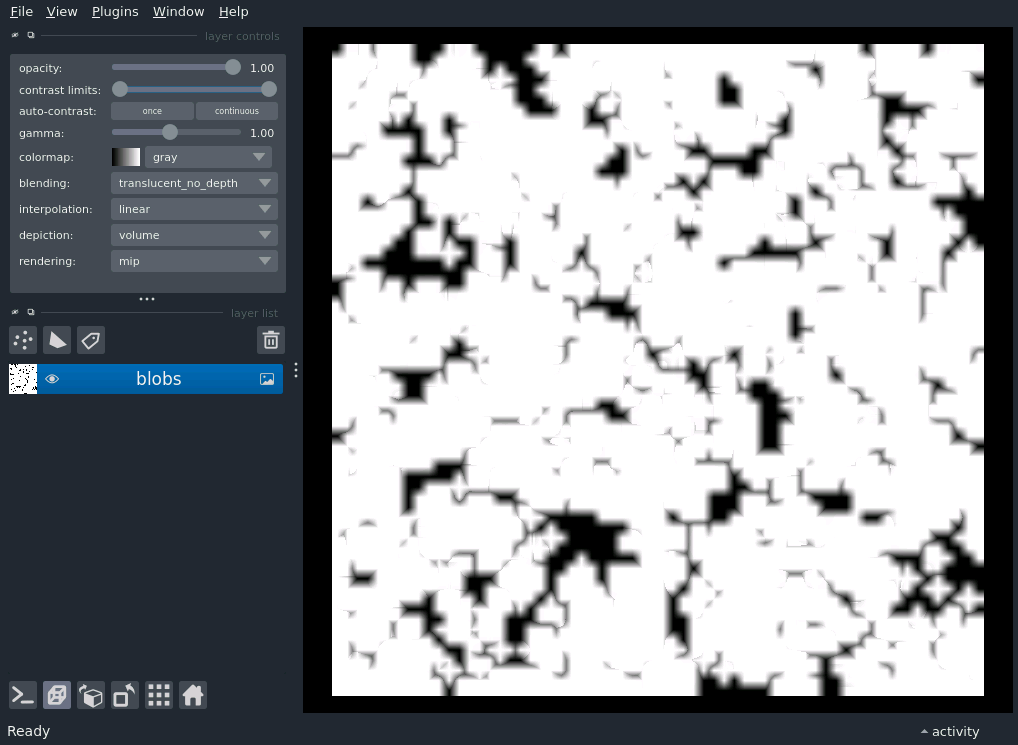 File View Plugins Window Help
layer controls
opacity: 1.00
contrast limits:
auto-contrast: once continuous
gamma: 1.00
colormap: gray
blending: translucent_no_depth
interpolation: linear
depiction: volume
rendering: mip
layer list
blobs
Ready activity